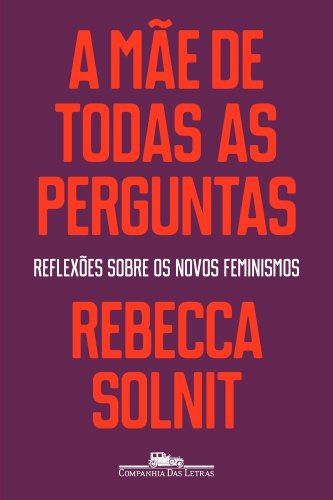 A MÃE DE
TODAS AS
PERGUNTAS
REFLEXÕES SOBRE OS NOVOS FEMINISMOS
REBECCA
SOLNIT
COMPANHIA DAS LETRAS